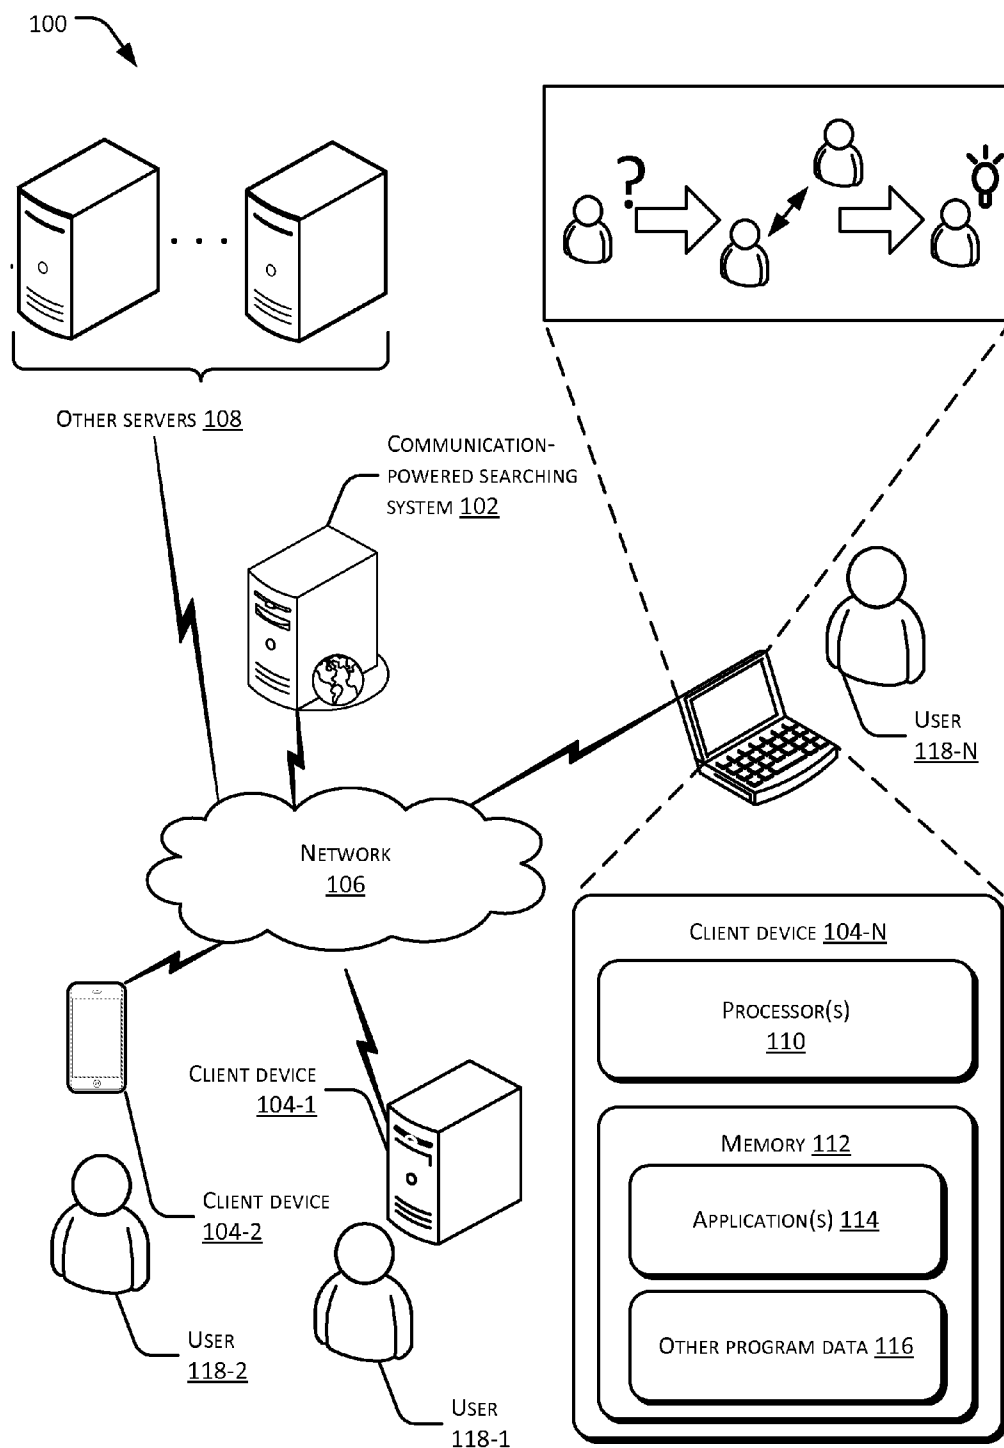 100
?
OTHER SERVERS 108
COMMUNICATION-
POWERED SEARCHING
SYSTEM 102
USER
118-N
NETWORK
106
CLIENT DEVICE 104-N
PROCESSOR(S)
110
CLIENT DEVICE
104-1
MEMORY 112
CLIENT DEVICE
104-2
APPLICATION(S) 114
USER
118-2
OTHER PROGRAM DATA 116
USER
118-1